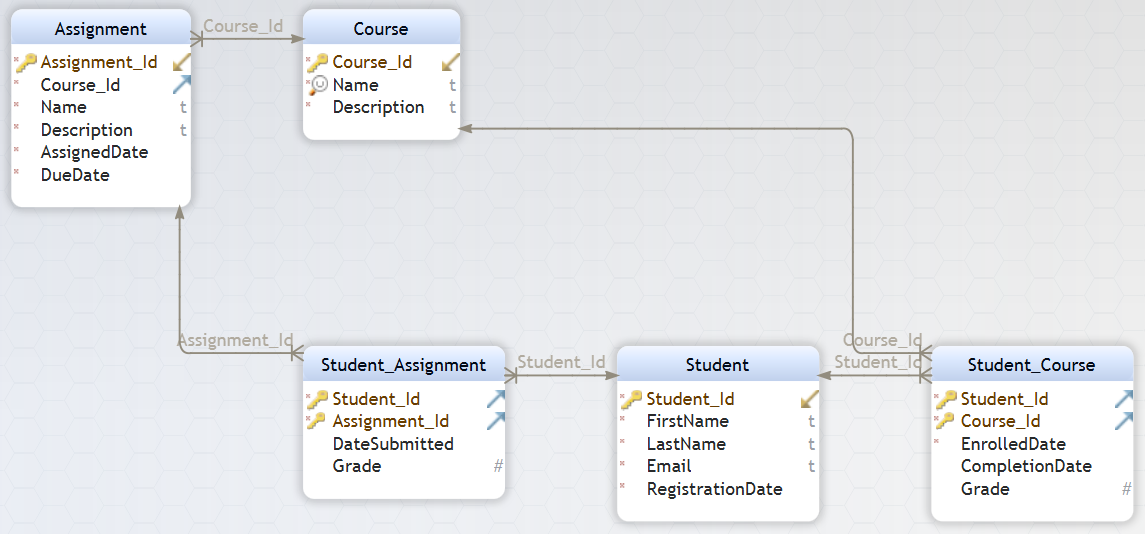 Assignment
Assignment_Id
Course_Id
Name t
Description t
AssignedDate
DueDate
Course_Id
Course
Course_Id
Name t
Description t
Assignment_Id
Student_Assignment
Student_Id
Assignment_Id
DateSubmitted
Grade #
Student_Id
Student
Student_Id
FirstName t
LastName t
Email t
RegistrationDate
Course_Id
Student_Id
Student_Course
Student_Id
Course_Id
EnrolledDate
CompletionDate
Grade #